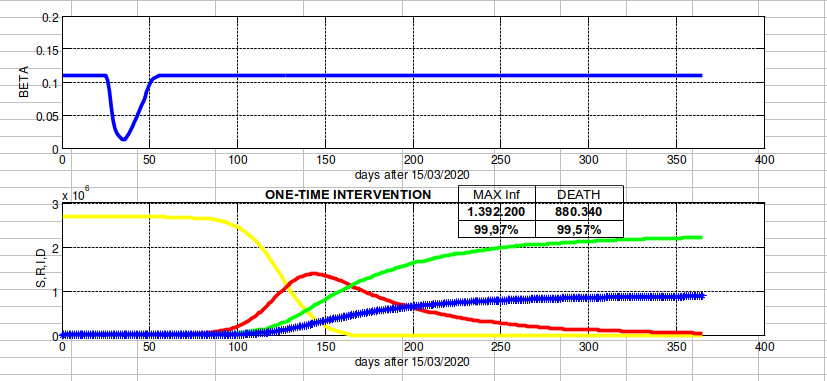 0.2
0.15
0.1
0.05
0
BETA
0 50 100 150 200 250 300 350 400
days after 15/03/2020
x 10^6
ONE-TIME INTERVENTION
MAX Inf DEATH
1.392.200 880.340
99,97% 99,57%
3
2
1
0
S,R,I,D
0 50 100 150 200 250 300 350 400
days after 15/03/2020